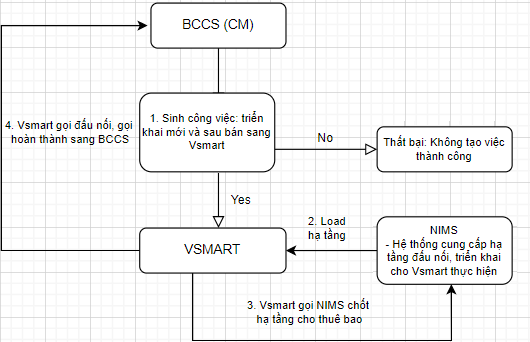 BCCS (CM)
1. Sinh công việc: triển
khai mới và sau bán sang
Vsmart
4. Vsmart gọi đấu nối, gọi
hoàn thành sang BCCS
No
Thất bại: Không tạo việc
thành công
Yes
2. Load
hạ tầng
VSMART
NIMS
- Hệ thống cung cấp hạ
tầng đấu nối, triển khai
cho Vsmart thực hiện
3. Vsmart gọi NIMS chốt
hạ tầng cho thuê bao